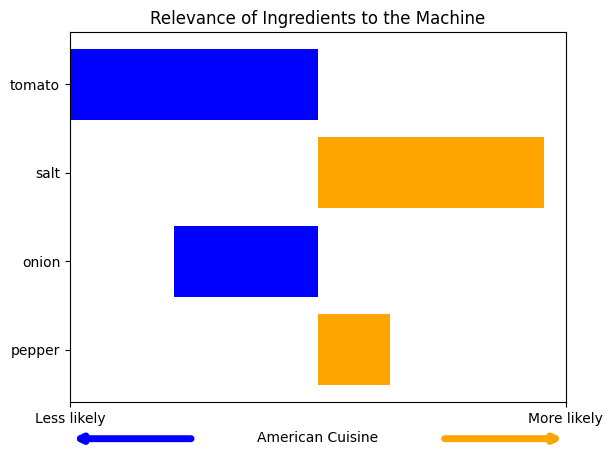 Relevance of Ingredients to the Machine
tomato
salt
onion
pepper
Less likely
More likely
American Cuisine